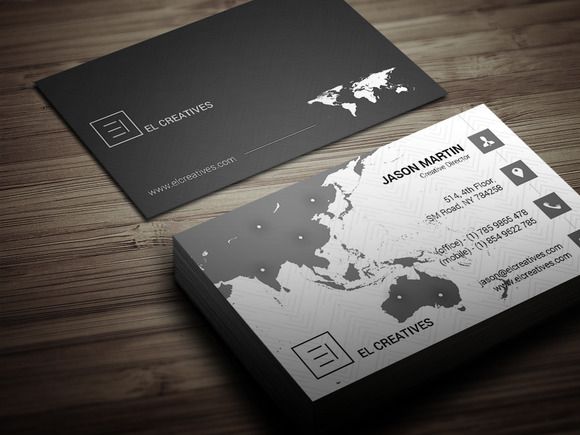 EL CREATIVES
www.elcreatives.com
JASON MARTIN
Creative Director
514, 4th Floor,
SM Road, NY 784258
(office) - (1) 785 9865 478
(mobile) - (1) 854 9622 785
jason@elcreatives.com
www.elcreatives.com
EL CREATIVES